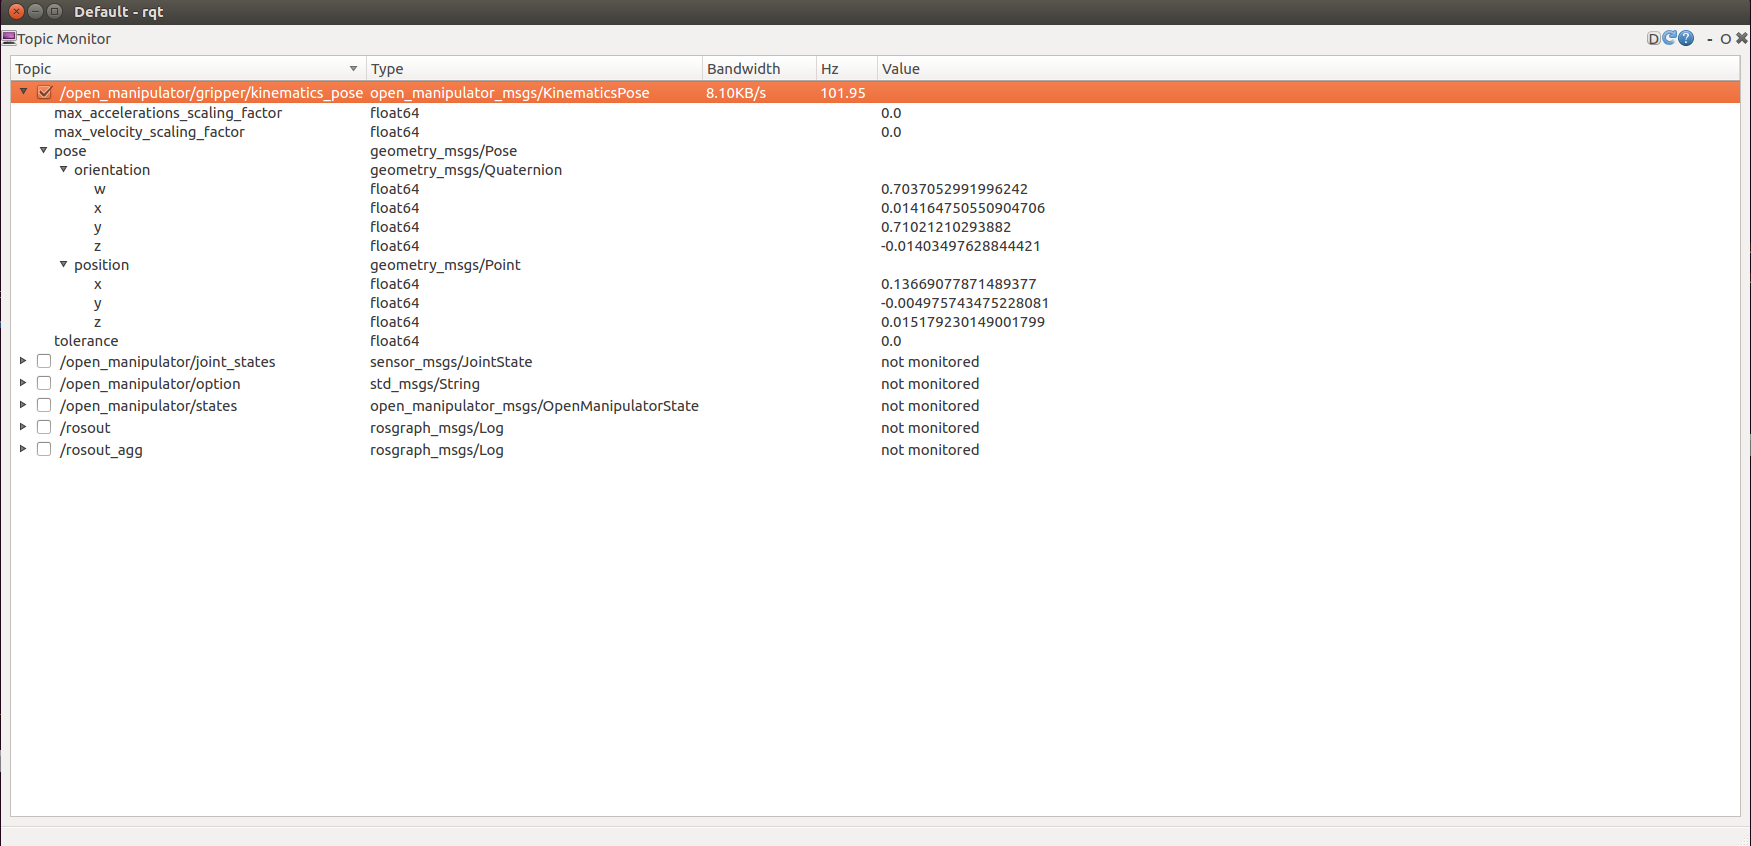 Default - rqt
Topic Monitor D ? - O
Topic Type Bandwidth Hz Value
/open_manipulator/gripper/kinematics_pose open_manipulator_msgs/KinematicsPose 8.10KB/s 101.95
max_accelerations_scaling_factor float64 0.0
max_velocity_scaling_factor float64 0.0
pose geometry_msgs/Pose
orientation geometry_msgs/Quaternion
w float64 0.7037052991996242
x float64 0.014164750550904706
y float64 0.71021210293882
z float64 -0.01403497628844421
position geometry_msgs/Point
x float64 0.13669077871489377
y float64 -0.004975743475228081
z float64 0.015179230149001799
tolerance float64 0.0
/open_manipulator/joint_states sensor_msgs/JointState not monitored
/open_manipulator/option std_msgs/String not monitored
/open_manipulator/states open_manipulator_msgs/OpenManipulatorState not monitored
/rosout rosgraph_msgs/Log not monitored
/rosout_agg rosgraph_msgs/Log not monitored